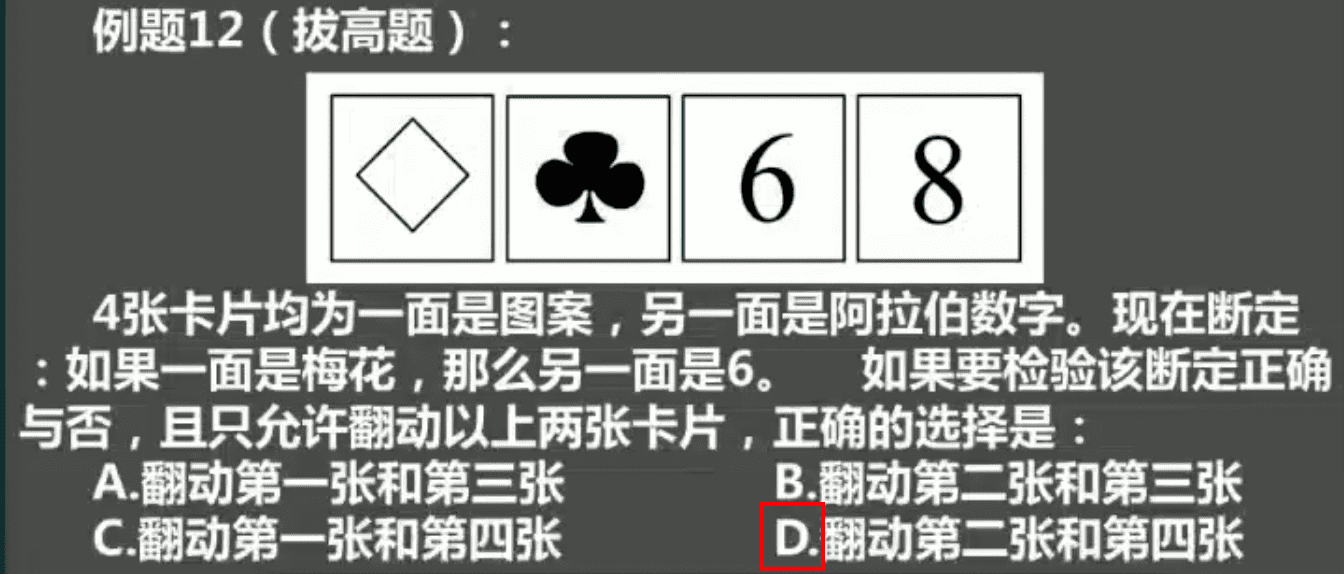 例题12（拔高题）：
6 8
4张卡片均为一面是图案，另一面是阿拉伯数字。现在断定
：如果一面是梅花，那么另一面是6。 如果要检验该断定正确
与否，且只允许翻动以上两张卡片，正确的选择是：
A.翻动第一张和第三张 B.翻动第二张和第三张
C.翻动第一张和第四张 D.翻动第二张和第四张